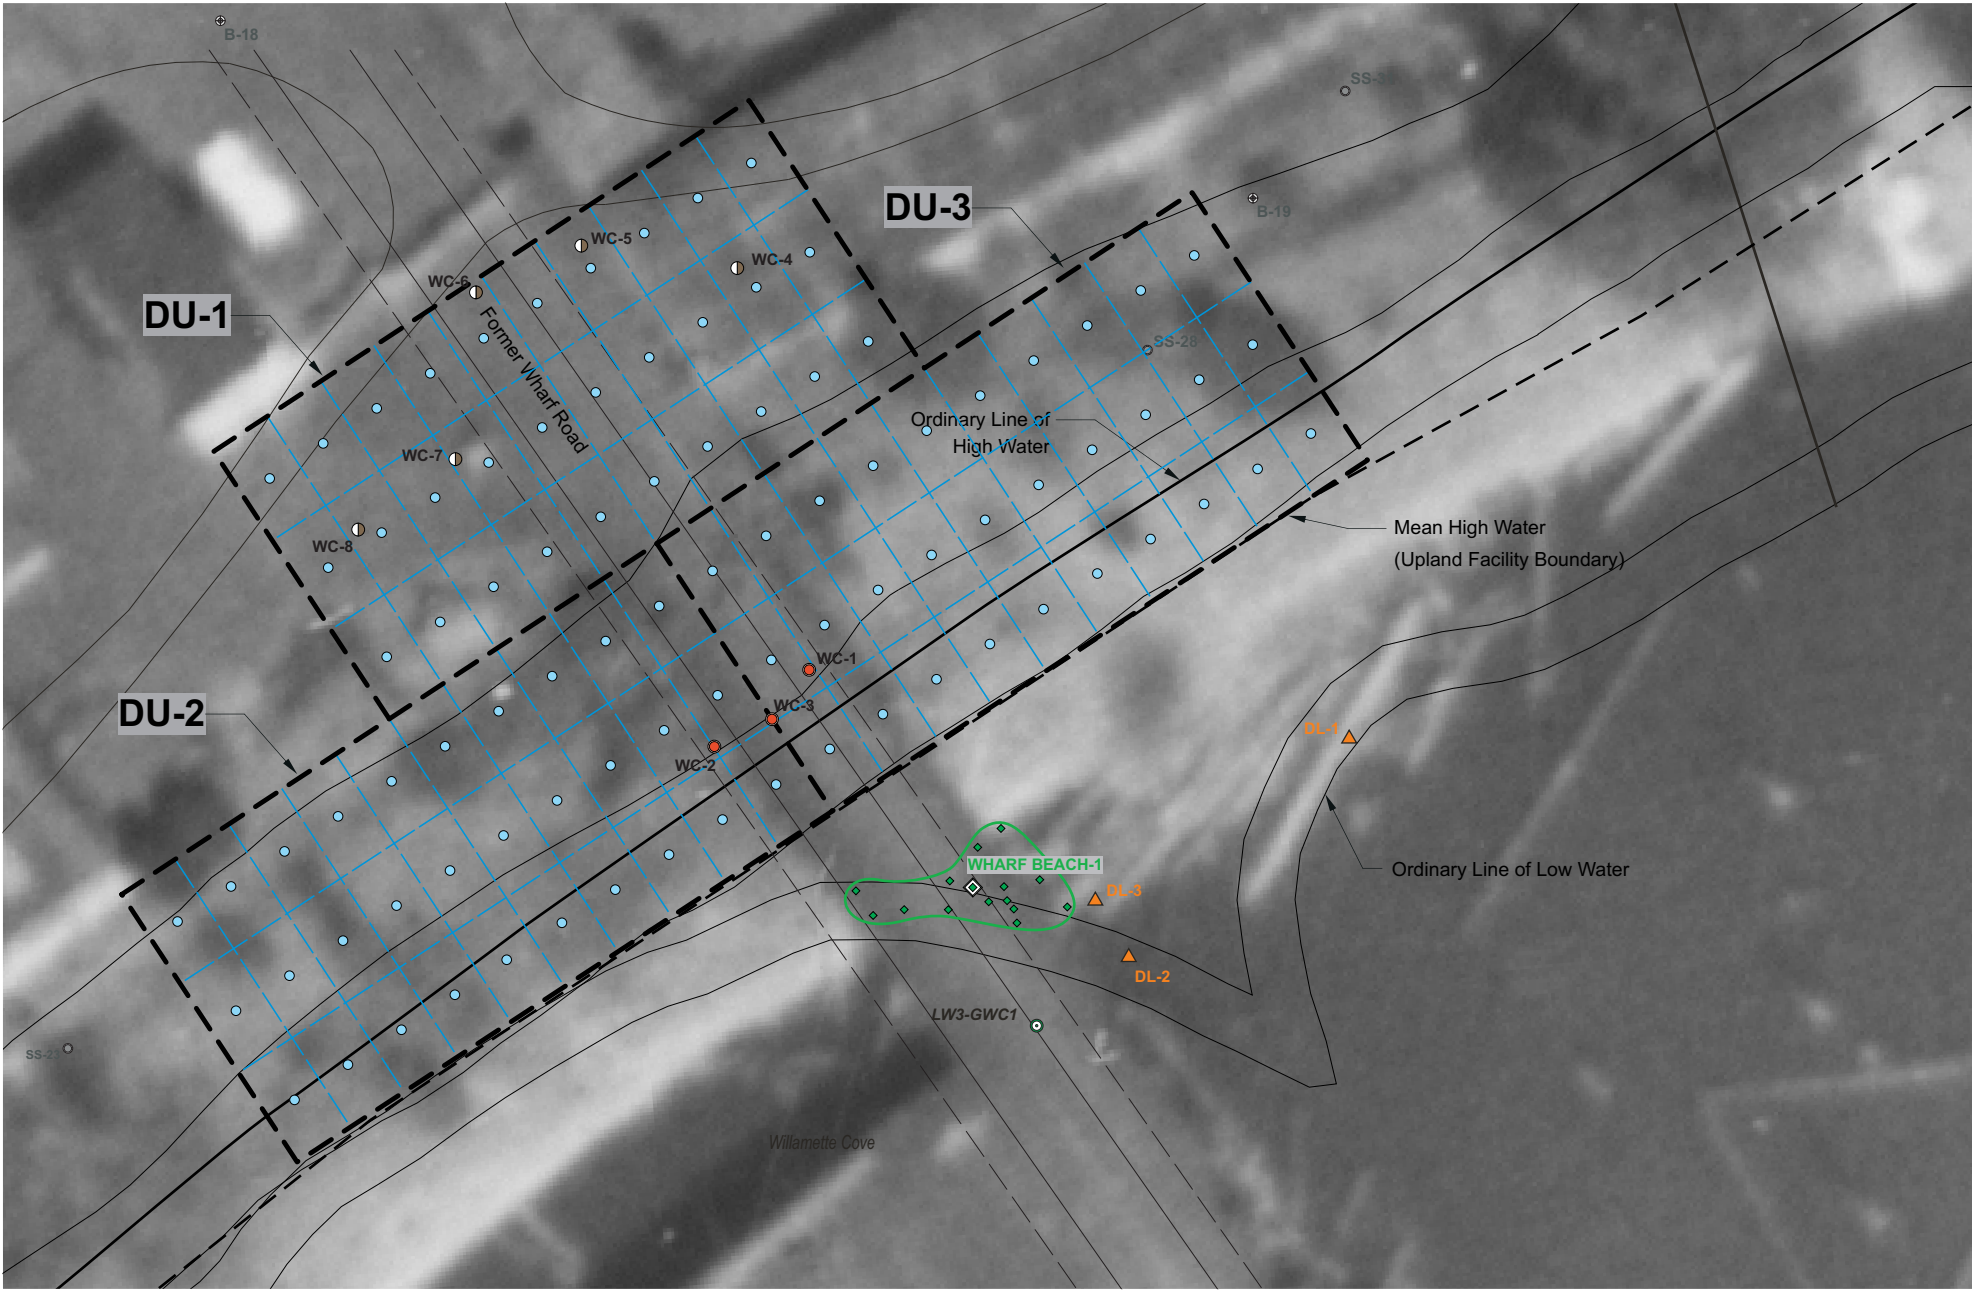 B-18
SS-3
DU-3
B-19
WC-5
WC-4
WC-6
DU-1
Former Wharf Road
SS-28
Ordinary Line of
High Water
WC-7
WC-8
Mean High Water
(Upland Facility Boundary)
WC-1
WC-3
DU-2
WC-2
DL-1
WHARF BEACH-1
Ordinary Line of Low Water
DL-3
DL-2
LW3-GWC1
Willamette Cove